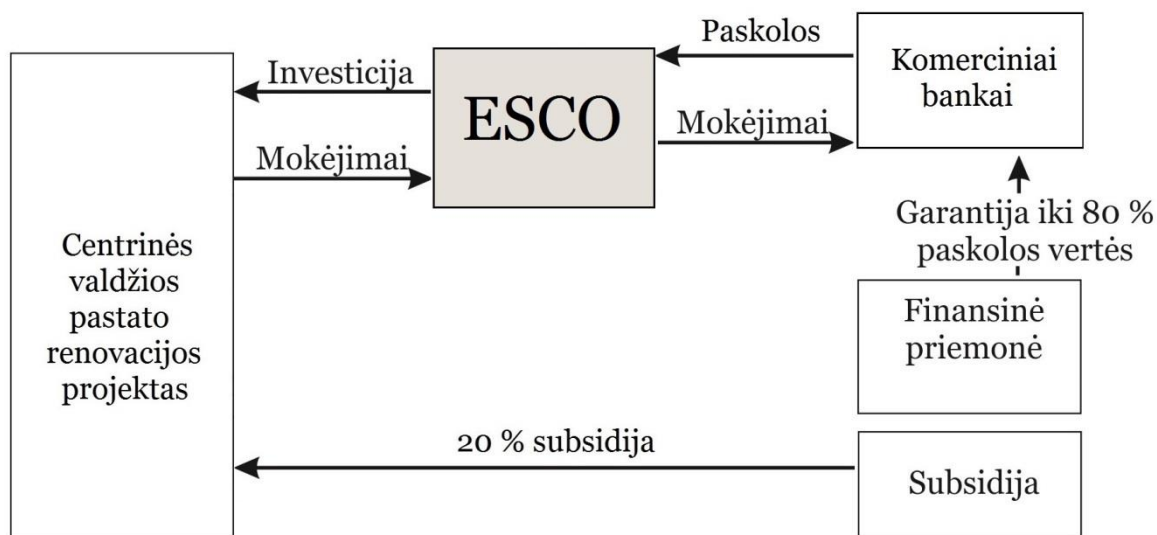 Paskolos
Komerciniai
bankai
Investicija
ESCO
Mokėjimai
Mokėjimai
Garantija iki 80 %
paskolos vertės
Centrinės
valdžios
pastato
renovacijos
projektas
Finansinė
priemonė
20 % subsidija
Subsidija